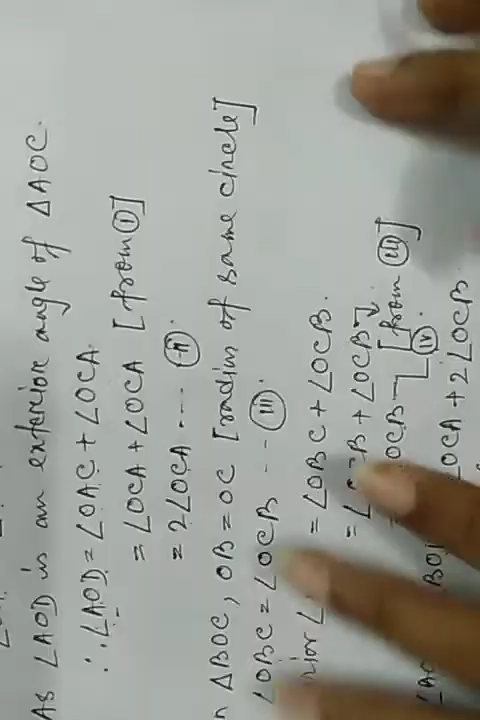 As ∠AOD is an exterior angle of ΔAOC.
∴ ∠AOD = ∠OAC + ∠OCA
= ∠OCA + ∠OCA [from (i)]
= 2∠OCA --- (ii)
ΔBOC, OB = OC [radius of same circle]
∠OBC = ∠OCB --- (iii)
= ∠OBC + ∠OCB.
+ ∠OCB
[from (iii)]
(iv)
∠OCA + 2∠OCB